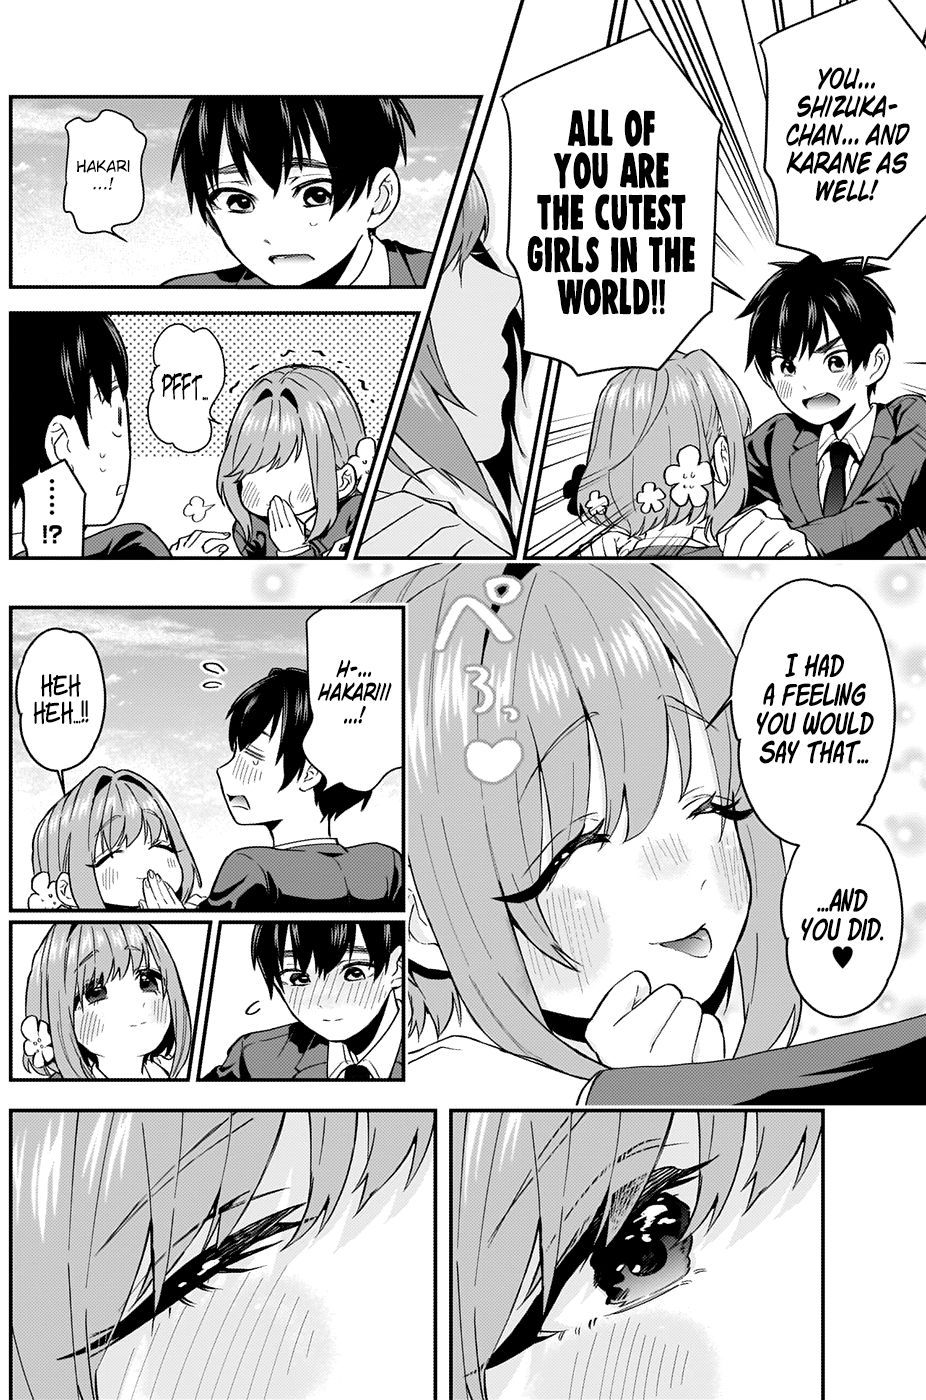 YOU...
SHIZUKA-
CHAN... AND
KARANE AS
WELL!
ALL OF
YOU ARE
THE CUTEST
GIRLS IN THE
WORLD!!
HAKARI
...!
PFFT...
......
!?
I HAD
A FEELING
YOU WOULD
SAY THAT...
...AND
YOU DID.
♥
ぺろっ♥
H-...
HAKARIII
...!
HEH
HEH...!!